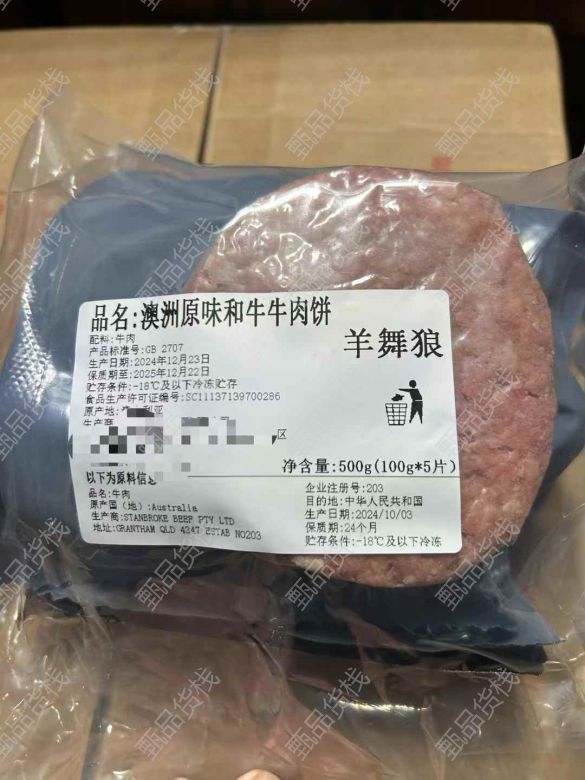 品名:澳洲原味和牛牛肉饼
配料:牛肉
产品标准号:GB 2707
生产日期:2024年12月23日
保质期至:2025年12月22日
贮存条件:-18℃及以下冷冻贮存
食品生产许可证编号:SC11137139700286
原产地:
利亚
生产商
区
羊舞狼
净含量:500g(100g*5片)
以下为原料信息
品名:牛肉
原产国（地）:Australia
生产商:STANBROKE BEEF PTY LTD
地址:GRANTHAM QLD 4347 ESTAB NO203
企业注册号:203
目的地:中华人民共和国
生产日期:2024/10/03
保质期:24个月
贮存条件:-18℃及以下冷冻
甄品货栈